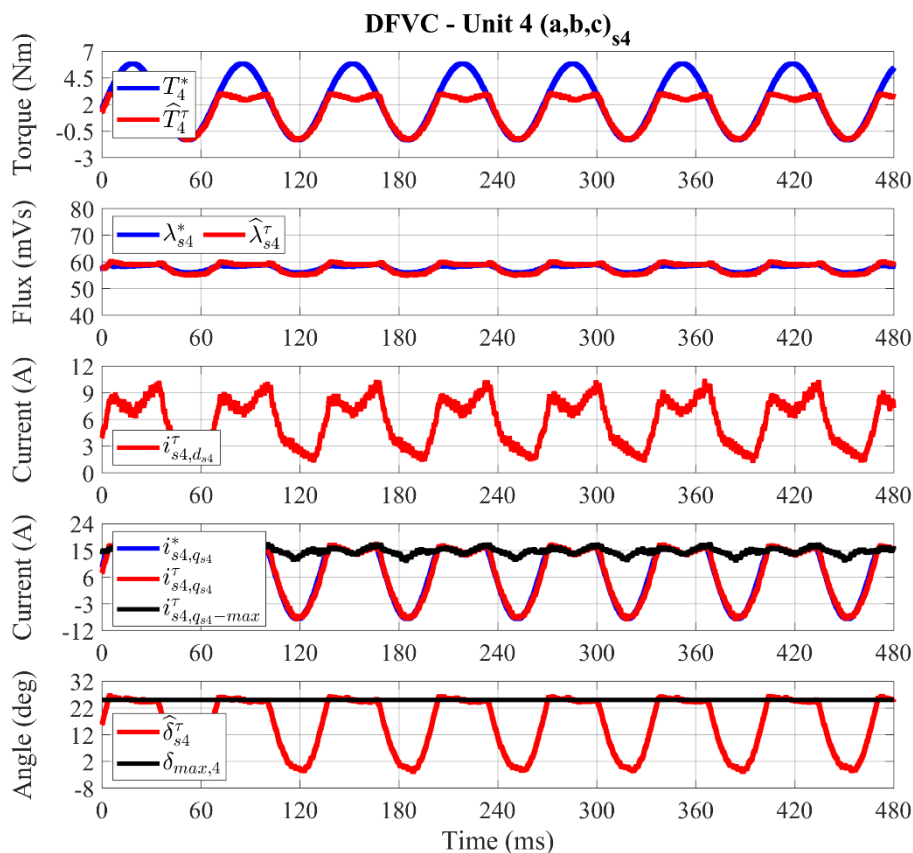 DFVC - Unit 4 (a,b,c)s4
Torque (Nm)
7
4.5
2
-0.5
-3
T*4
T̂τ4
0 60 120 180 240 300 360 420 480
Flux (mVs)
80
70
60
50
40
λ*s4 λ̂τs4
0 60 120 180 240 300 360 420 480
Current (A)
12
9
6
3
0
iτs4,ds4
0 60 120 180 240 300 360 420 480
Current (A)
24
15
6
-3
-12
i*s4,qs4
iτs4,qs4
iτs4,qs4−max
0 60 120 180 240 300 360 420 480
Angle (deg)
32
22
12
2
-8
δ̂τs4
δmax,4
0 60 120 180 240 300 360 420 480
Time (ms)